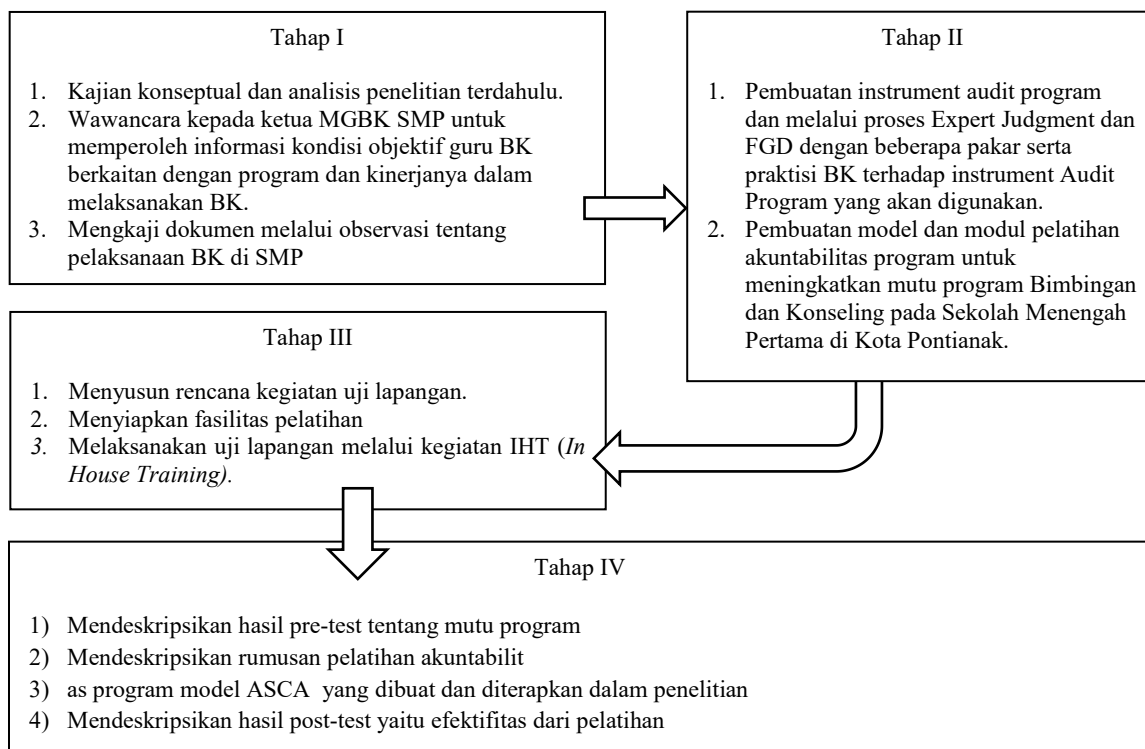 Tahap I
1. Kajian konseptual dan analisis penelitian terdahulu.
2. Wawancara kepada ketua MGBK SMP untuk
memperoleh informasi kondisi objektif guru BK
berkaitan dengan program dan kinerjanya dalam
melaksanakan BK.
3. Mengkaji dokumen melalui observasi tentang
pelaksanaan BK di SMP
Tahap II
1. Pembuatan instrument audit program
dan melalui proses Expert Judgment dan
FGD dengan beberapa pakar serta
praktisi BK terhadap instrument Audit
Program yang akan digunakan.
2. Pembuatan model dan modul pelatihan
akuntabilitas program untuk
meningkatkan mutu program Bimbingan
dan Konseling pada Sekolah Menengah
Pertama di Kota Pontianak.
Tahap III
1. Menyusun rencana kegiatan uji lapangan.
2. Menyiapkan fasilitas pelatihan
3. Melaksanakan uji lapangan melalui kegiatan IHT (In
House Training).
Tahap IV
1) Mendeskripsikan hasil pre-test tentang mutu program
2) Mendeskripsikan rumusan pelatihan akuntabilit
3) as program model ASCA yang dibuat dan diterapkan dalam penelitian
4) Mendeskripsikan hasil post-test yaitu efektifitas dari pelatihan